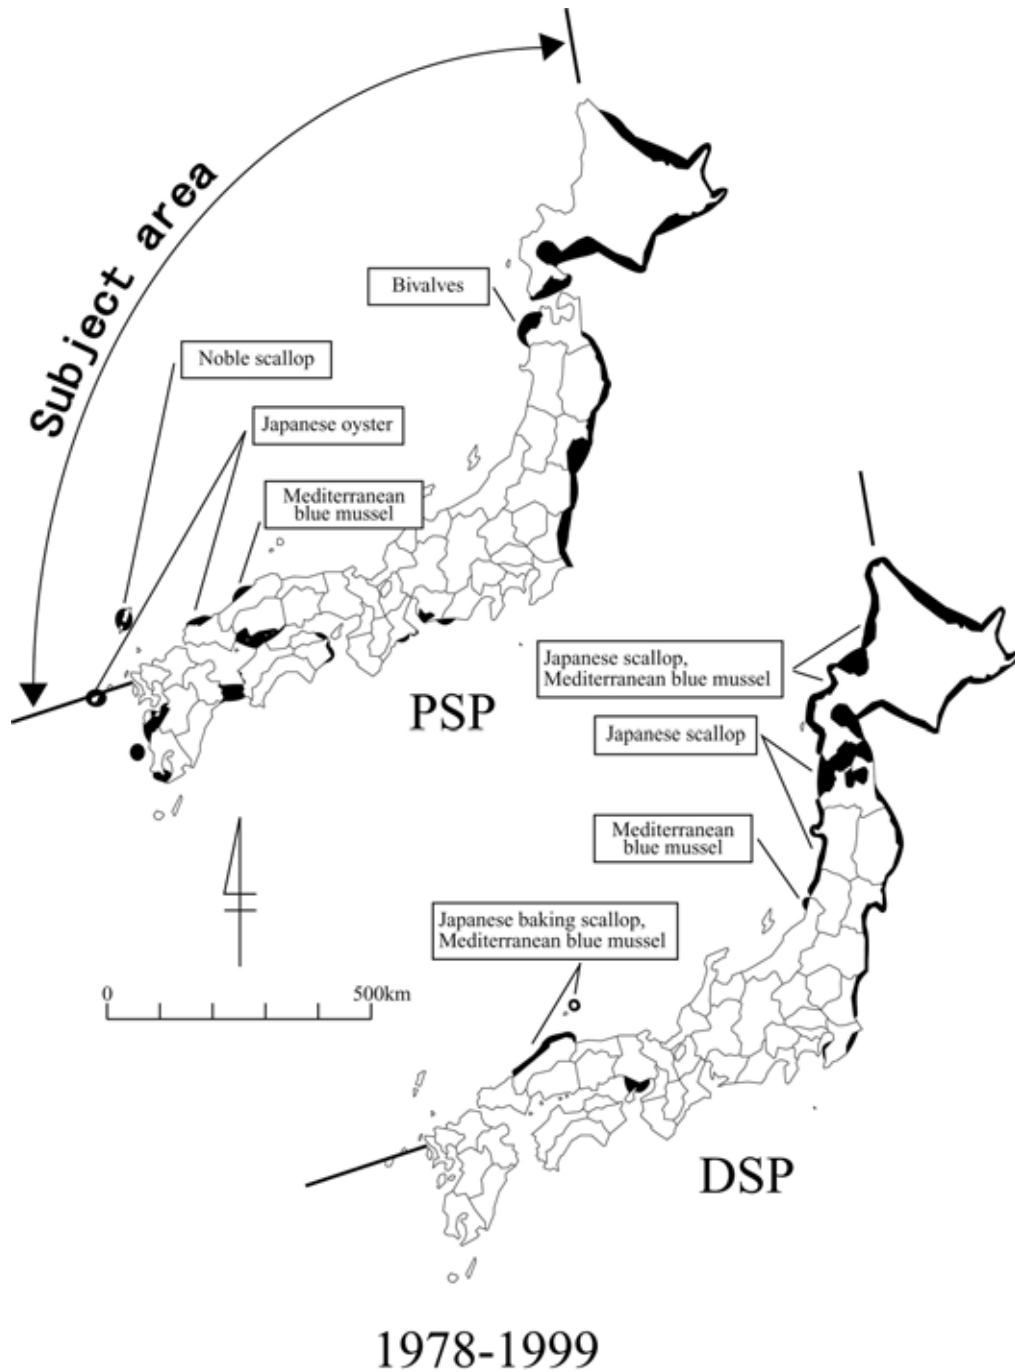 Subject area
Bivalves
Noble scallop
Japanese oyster
Mediterranean
blue mussel
PSP
Japanese scallop,
Mediterranean blue mussel
Japanese scallop
Mediterranean
blue mussel
Japanese baking scallop,
Mediterranean blue mussel
0 500km
DSP
1978-1999